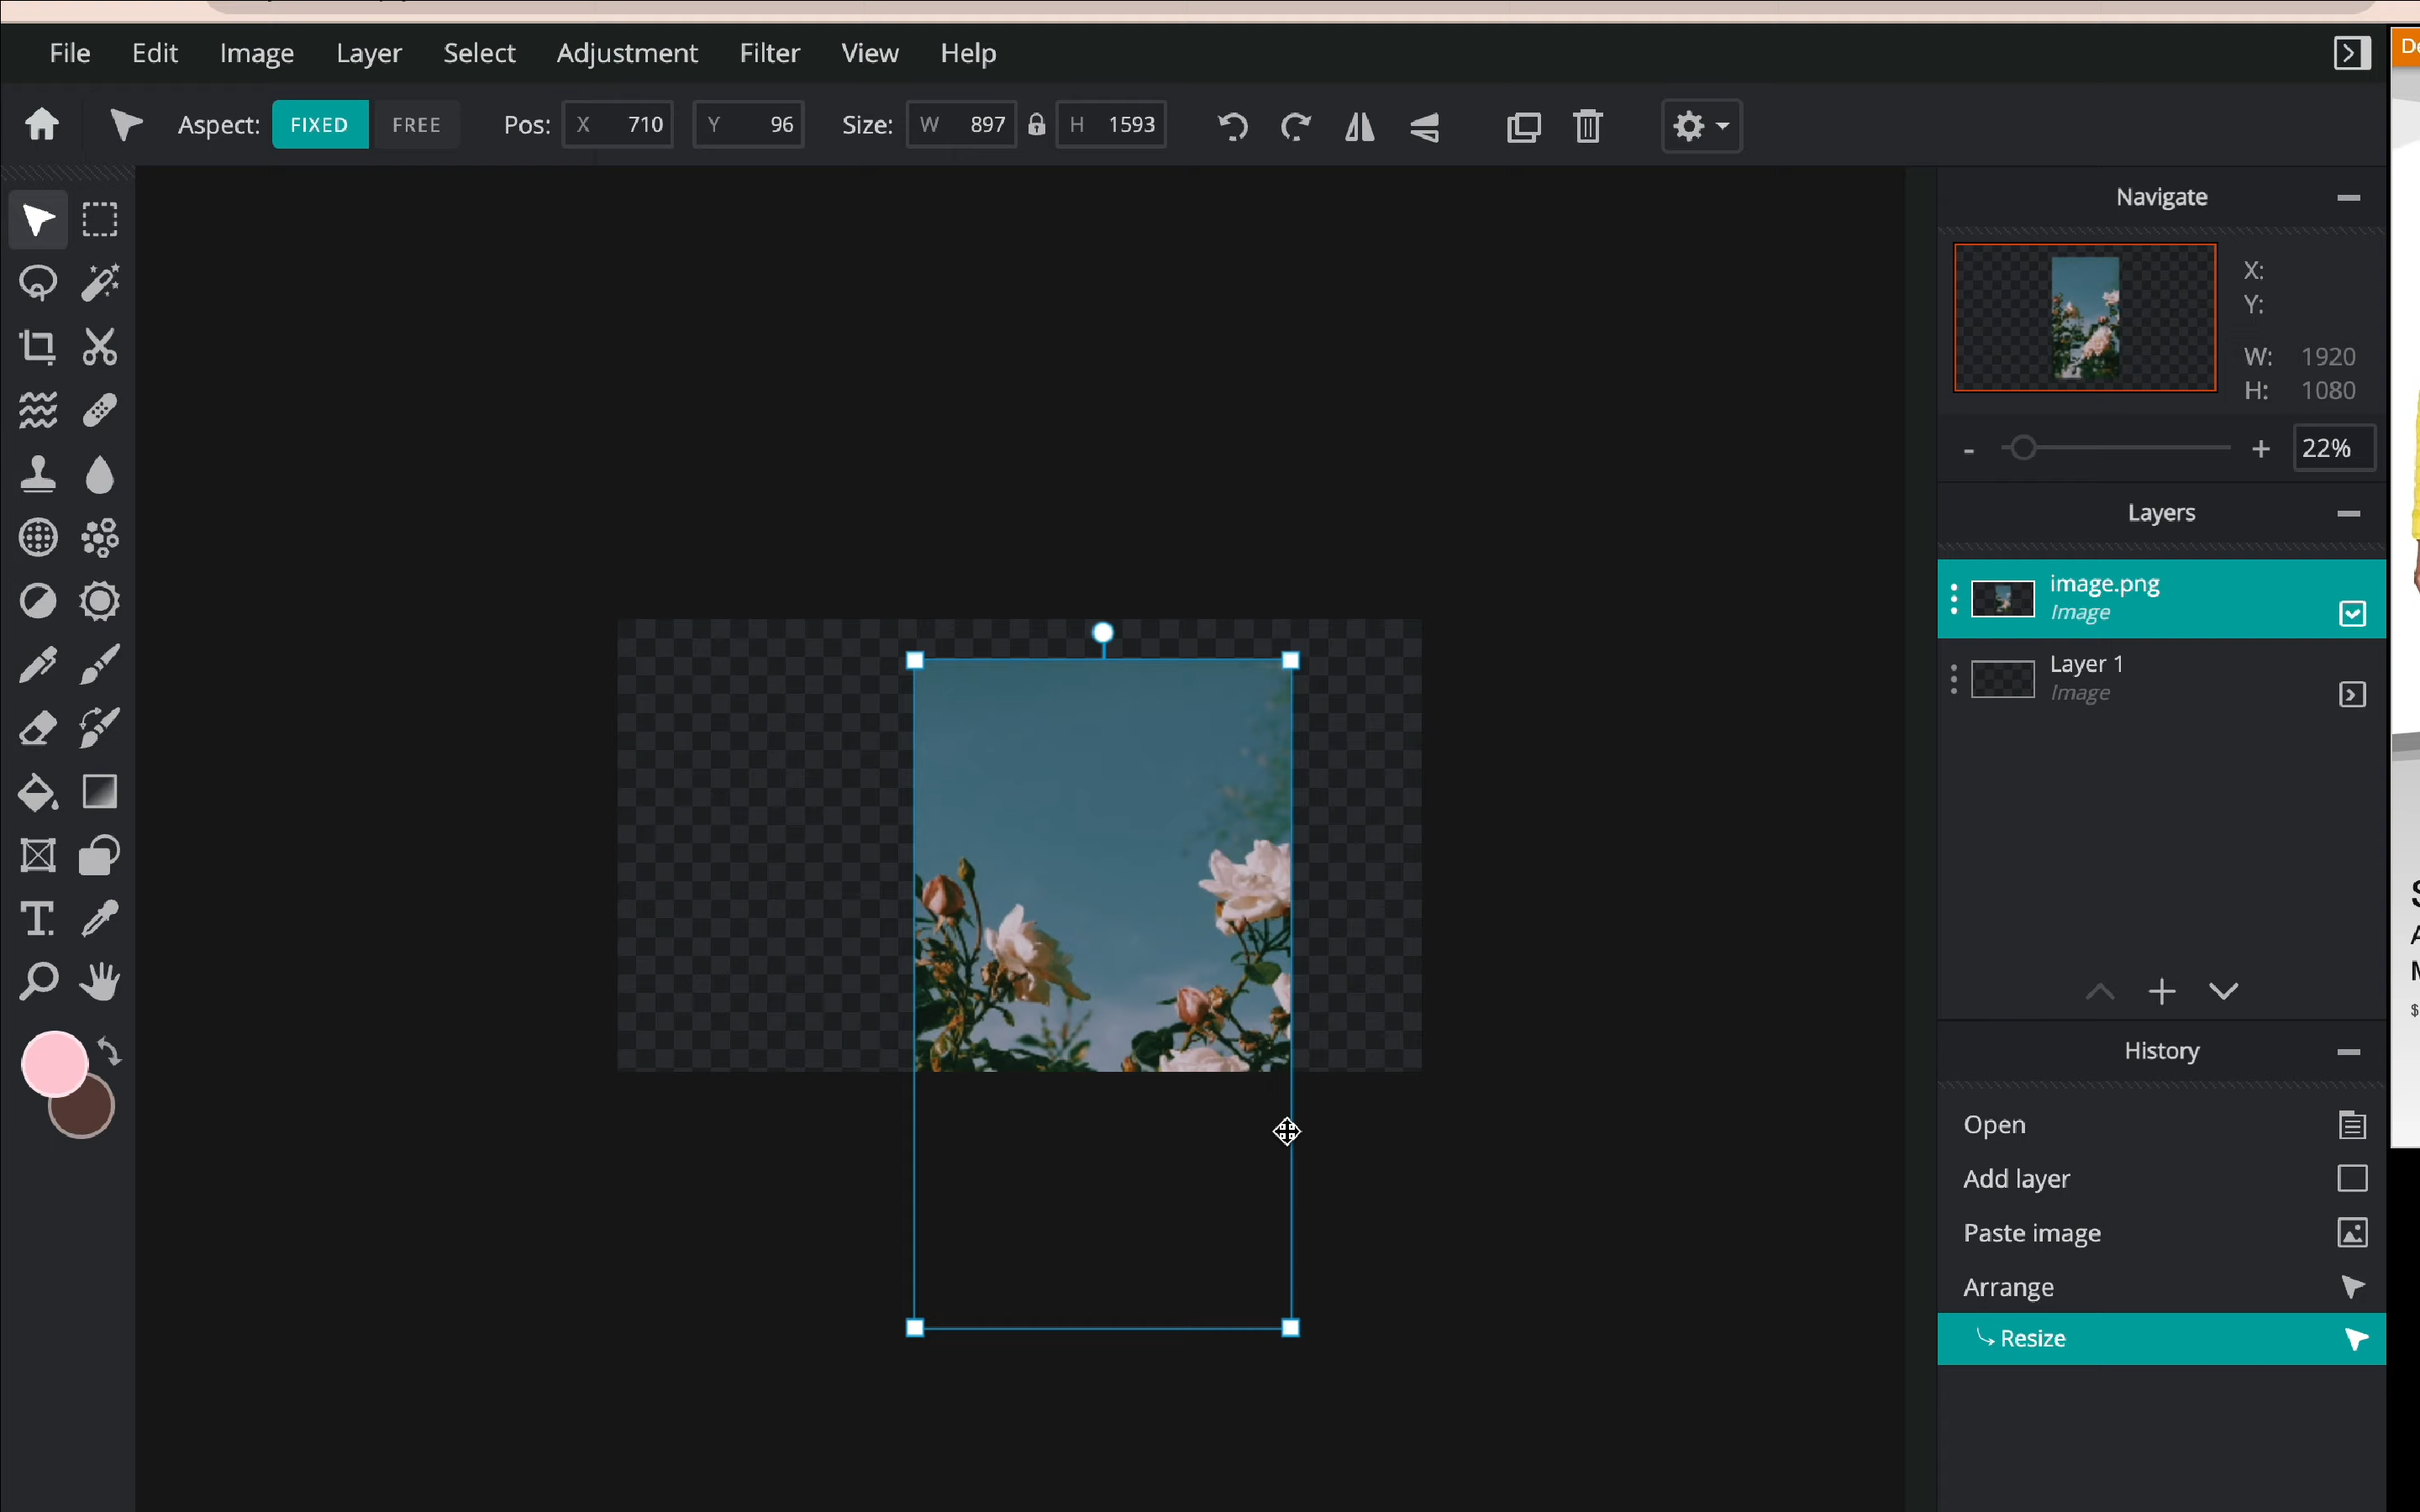 File Edit Image Layer Select Adjustment Filter View Help
Aspect: FIXED FREE Pos: X 710 Y 96 Size: W 897 H 1593
Navigate
X:
Y:
W: 1920
H: 1080
- + 22%
Layers
image.png
Image
Layer 1
Image
History
Open
Add layer
Paste image
Arrange
Resize
T.
$